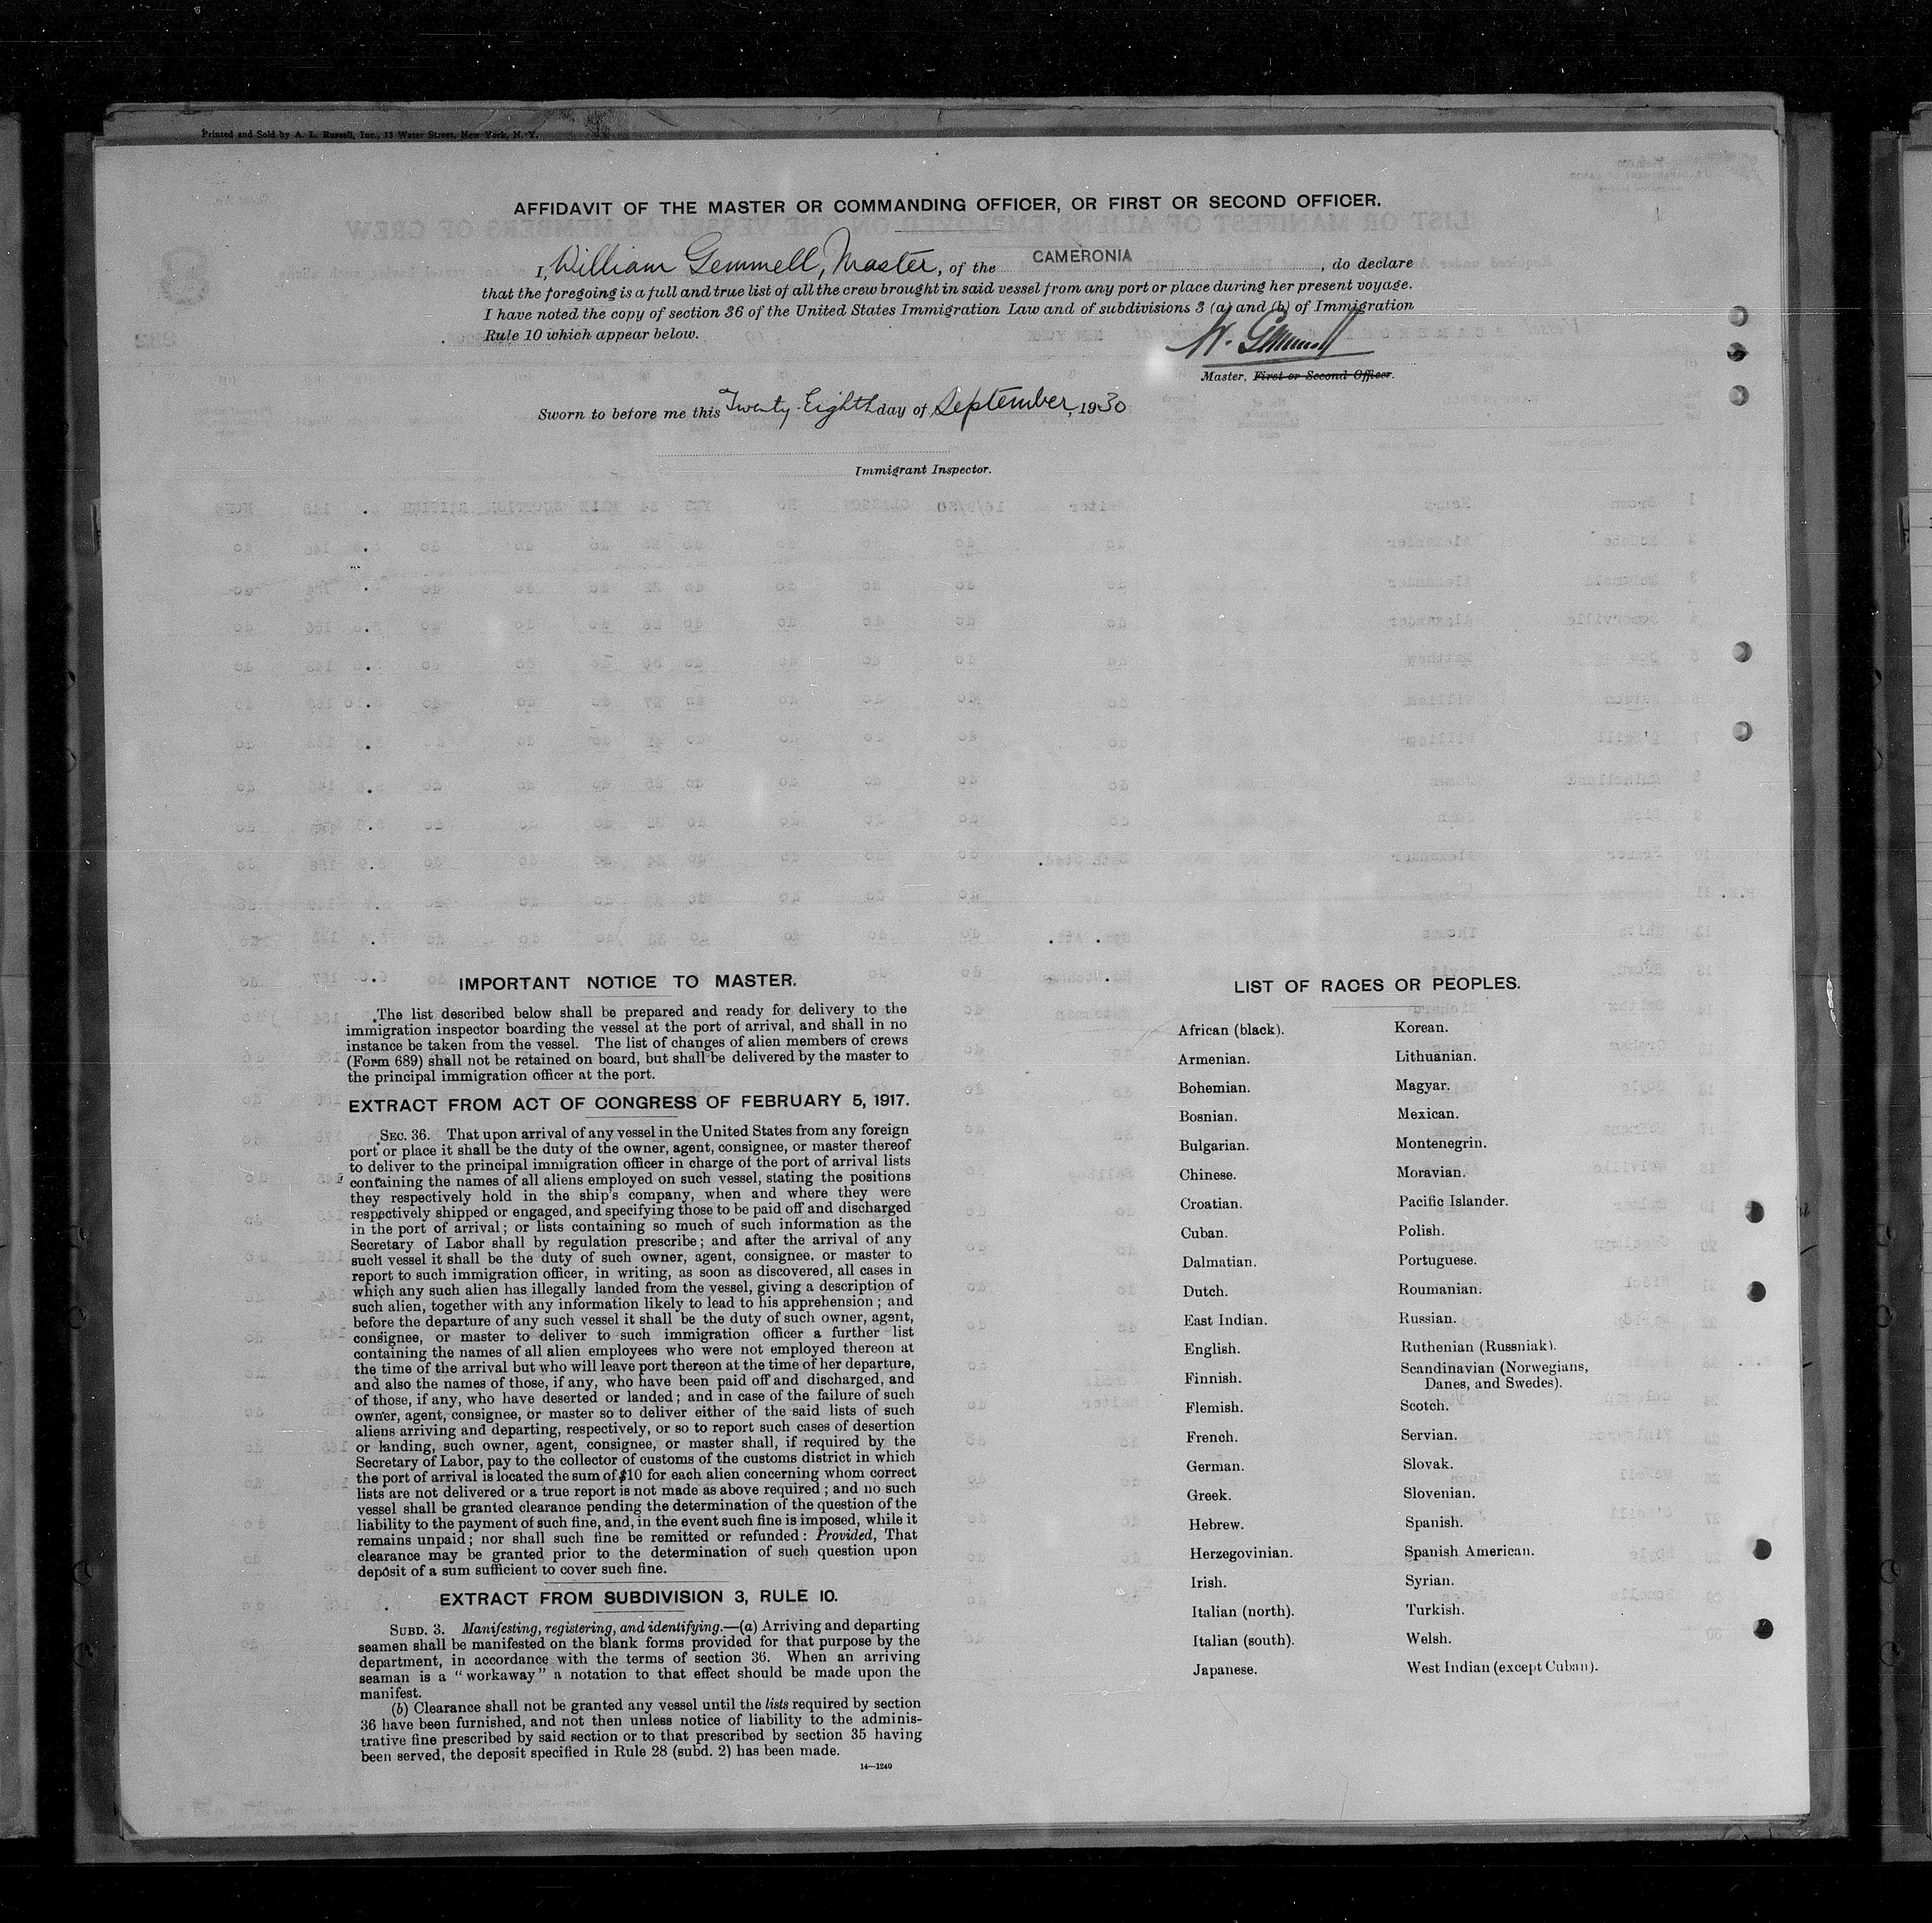 Printed and Sold by A. L. Russell, Inc., 13 Water Street, New York, N. Y.
AFFIDAVIT OF THE MASTER OR COMMANDING OFFICER, OR FIRST OR SECOND OFFICER.
I, William Gemmell, Master, of the CAMERONIA, do declare
that the foregoing is a full and true list of all the crew brought in said vessel from any port or place during her present voyage.
I have noted the copy of section 36 of the United States Immigration Law and of subdivisions 3 (a) and (b) of Immigration
Rule 10 which appear below.
W. Gemmell
Master, First or Second Officer.
Sworn to before me this Twenty-Eighth day of September, 1930
Immigrant Inspector.
IMPORTANT NOTICE TO MASTER.
The list described below shall be prepared and ready for delivery to the
immigration inspector boarding the vessel at the port of arrival, and shall in no
instance be taken from the vessel. The list of changes of alien members of crews
(Form 689) shall not be retained on board, but shall be delivered by the master to
the principal immigration officer at the port.
EXTRACT FROM ACT OF CONGRESS OF FEBRUARY 5, 1917.
SEC. 36. That upon arrival of any vessel in the United States from any foreign
port or place it shall be the duty of the owner, agent, consignee, or master thereof
to deliver to the principal immigration officer in charge of the port of arrival lists
containing the names of all aliens employed on such vessel, stating the positions
they respectively hold in the ship's company, when and where they were
respectively shipped or engaged, and specifying those to be paid off and discharged
in the port of arrival; or lists containing so much of such information as the
Secretary of Labor shall by regulation prescribe; and after the arrival of any
such vessel it shall be the duty of such owner, agent, consignee. or master to
report to such immigration officer, in writing, as soon as discovered, all cases in
which any such alien has illegally landed from the vessel, giving a description of
such alien, together with any information likely to lead to his apprehension; and
before the departure of any such vessel it shall be the duty of such owner, agent,
consignee, or master to deliver to such immigration officer a further list
containing the names of all alien employees who were not employed thereon at
the time of the arrival but who will leave port thereon at the time of her departure,
and also the names of those, if any, who have been paid off and discharged, and
of those, if any, who have deserted or landed; and in case of the failure of such
owner, agent, consignee, or master so to deliver either of the said lists of such
aliens arriving and departing, respectively, or so to report such cases of desertion
or landing, such owner, agent, consignee, or master shall, if required by the
Secretary of Labor, pay to the collector of customs of the customs district in which
the port of arrival is located the sum of $10 for each alien concerning whom correct
lists are not delivered or a true report is not made as above required; and no such
vessel shall be granted clearance pending the determination of the question of the
liability to the payment of such fine, and, in the event such fine is imposed, while it
remains unpaid; nor shall such fine be remitted or refunded: Provided, That
clearance may be granted prior to the determination of such question upon
deposit of a sum sufficient to cover such fine.
EXTRACT FROM SUBDIVISION 3, RULE 10.
SUBD. 3. Manifesting, registering, and identifying.—(a) Arriving and departing
seamen shall be manifested on the blank forms provided for that purpose by the
department, in accordance with the terms of section 36. When an arriving
seaman is a "workaway" a notation to that effect should be made upon the
manifest.
(b) Clearance shall not be granted any vessel until the lists required by section
36 have been furnished, and not then unless notice of liability to the adminis-
trative fine prescribed by said section or to that prescribed by section 35 having
been served, the deposit specified in Rule 28 (subd. 2) has been made.
14—1240
LIST OF RACES OR PEOPLES.
African (black).
Armenian.
Bohemian.
Bosnian.
Bulgarian.
Chinese.
Croatian.
Cuban.
Dalmatian.
Dutch.
East Indian.
English.
Finnish.
Flemish.
French.
German.
Greek.
Hebrew.
Herzegovinian.
Irish.
Italian (north).
Italian (south).
Japanese.
Korean.
Lithuanian.
Magyar.
Mexican.
Montenegrin.
Moravian.
Pacific Islander.
Polish.
Portuguese.
Roumanian.
Russian.
Ruthenian (Russniak).
Scandinavian (Norwegians,
Danes, and Swedes).
Scotch.
Servian.
Slovak.
Slovenian.
Spanish.
Spanish American.
Syrian.
Turkish.
Welsh.
West Indian (except Cuban).